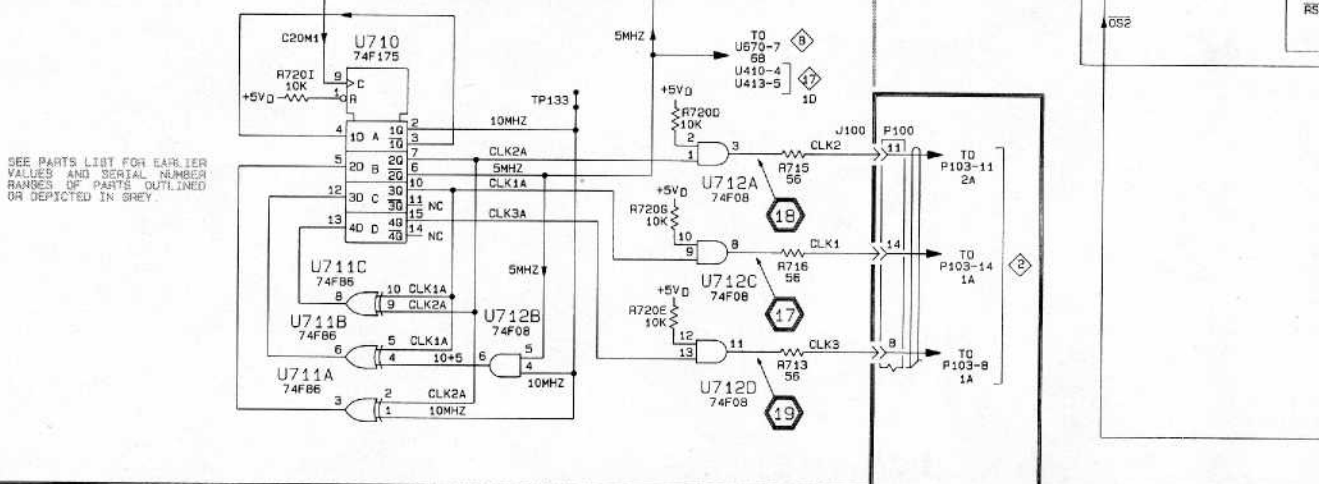 OS2
RS
C20M1
U710
74F175
5MHZ
TO
U670-7
6B
8
U410-4
U413-5
17
1D
R720I
10K
+5VD
9
C
1
R
TP133
+5VD
R720D
10K
4
1D A
1Q
2
10MHZ
1Q
3
5
2D B
2Q
7
CLK2A
2Q
6
5MHZ
12
3D C
3Q
10
CLK1A
3Q
11
NC
13
4D D
4Q
15
CLK3A
4Q
14
NC
2
1
3
U712A
74F08
R715
56
CLK2
J100
P100
11
TO
P103-11
2A
18
SEE PARTS LIST FOR EARLIER
VALUES AND SERIAL NUMBER
RANGES OF PARTS OUTLINED
OR DEPICTED IN GREY.
+5VD
R720G
10K
10
9
8
U712C
74F08
R716
56
CLK1
14
TO
P103-14
1A
2
17
5MHZ
U711C
74F86
8
10 CLK1A
9 CLK2A
U711B
74F86
6
5 CLK1A
4 10+5
U712B
74F08
6
5
4
10MHZ
+5VD
R720E
10K
12
13
11
U712D
74F08
R713
56
CLK3
8
TO
P103-8
1A
19
U711A
74F86
3
2 CLK2A
1 10MHZ